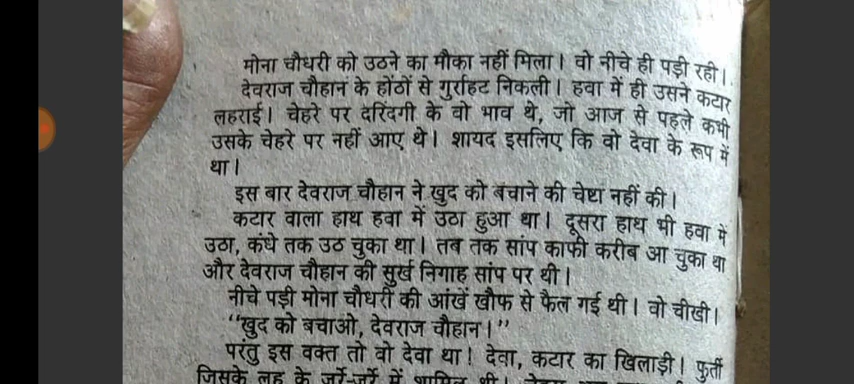 मोना चौधरी को उठने का मौका नहीं मिला। वो नीचे ही पड़ी रही।
देवराज चौहान के होंठों से गुर्राहट निकली। हवा में ही उसने कटार
लहराई। चेहरे पर दरिंदगी के वो भाव थे, जो आज से पहले कभी
उसके चेहरे पर नहीं आए थे। शायद इसलिए कि वो देवा के रूप में
था।
इस बार देवराज चौहान ने खुद को बचाने की चेष्टा नहीं की।
कटार वाला हाथ हवा में उठा हुआ था। दूसरा हाथ भी हवा में
उठा, कंधे तक उठ चुका था। तब तक सांप काफी करीब आ चुका था
और देवराज चौहान की सुर्ख निगाह सांप पर थी।
नीचे पड़ी मोना चौधरी की आंखें खौफ से फैल गई थी। वो चीखी।
‘‘खुद को बचाओ, देवराज चौहान।’’
परंतु इस वक्त तो वो देवा था! देवा, कटार का खिलाड़ी। फुर्ती
जिसके लहू के जर्रे-जर्रे में शामिल थी।